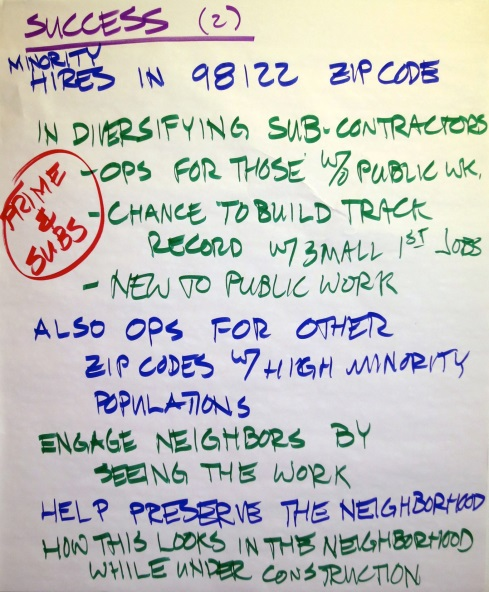 SUCCESS (2)
MINORITY
HIRES IN 98122 ZIP CODE
IN DIVERSIFYING SUB-CONTRACTORS
- OPS FOR THOSE W/O PUBLIC WK.
- CHANCE TO BUILD TRACK
RECORD W/ SMALL 1ST JOBS
- NEW TO PUBLIC WORK
PRIME
&
SUBS
ALSO OPS FOR OTHER
ZIP CODES W/ HIGH MINORITY
POPULATIONS
ENGAGE NEIGHBORS BY
SEEING THE WORK
HELP PRESERVE THE NEIGHBORHOOD
HOW THIS LOOKS IN THE NEIGHBORHOOD
WHILE UNDER CONSTRUCTION